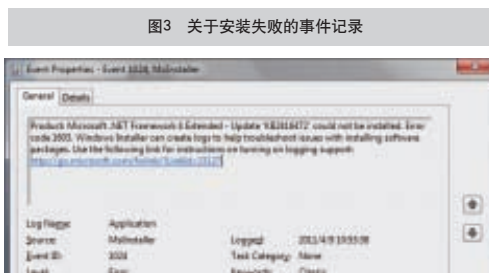 图3 关于安装失败的事件记录
Event Properties - Event 1024, MsiInstaller
General Details
Product: Microsoft .NET Framework 4 Extended - Update could not be installed. Error
code 1603. Windows Installer can create logs to help troubleshoot issues with installing software
packages. Use the following link for instructions on turning on logging support:
Log Name: Application
Source: MsiInstaller Logged:
Event ID: 1024 Task Category: None
Level: Error Keywords: Classic